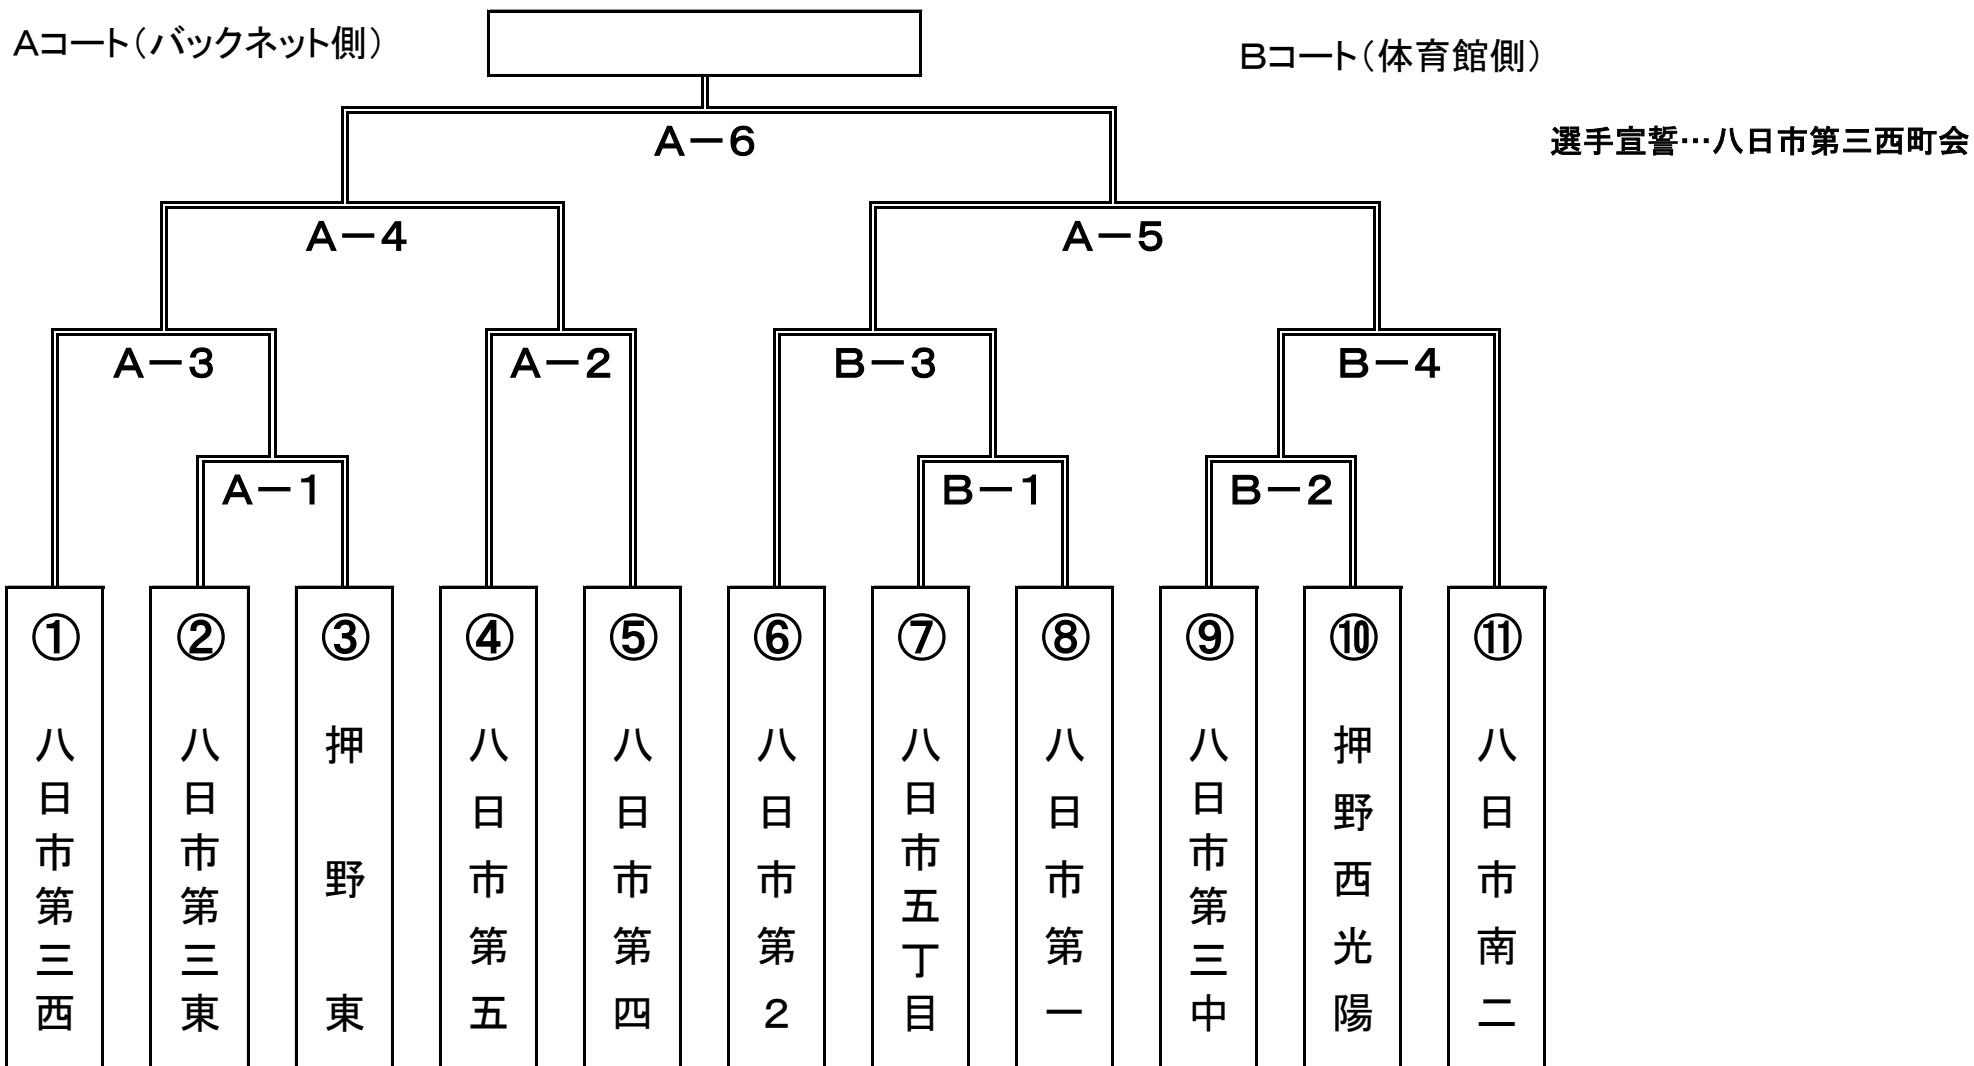 Aコート（バックネット側）
Bコート（体育館側）
A－6
選手宣誓…八日市第三西町会
A－4
A－5
A－3
A－2
B－3
B－4
A－1
B－1
B－2
① 八日市第三西
② 八日市第三東
③ 押野東
④ 八日市第五
⑤ 八日市第四
⑥ 八日市第２
⑦ 八日市五丁目
⑧ 八日市第一
⑨ 八日市第三中
⑩ 押野西光陽
⑪ 八日市南二